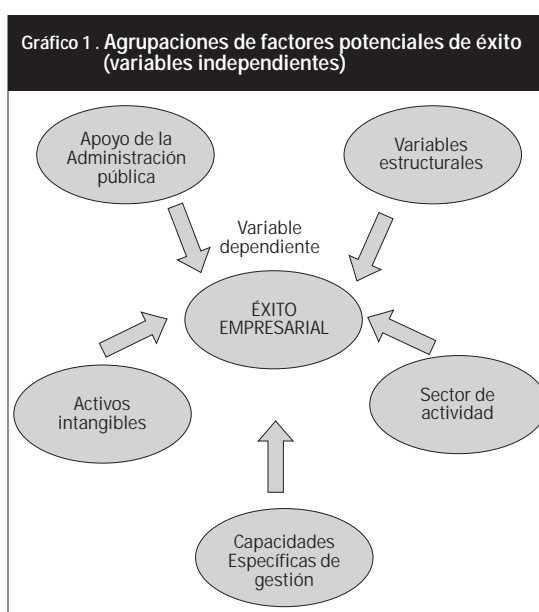 Gráfico 1. Agrupaciones de factores potenciales de éxito
(variables independientes)
Apoyo de la
Administración
pública
Variables
estructurales
Variable
dependiente
ÉXITO
EMPRESARIAL
Activos
intangibles
Sector de
actividad
Capacidades
Específicas de
gestión